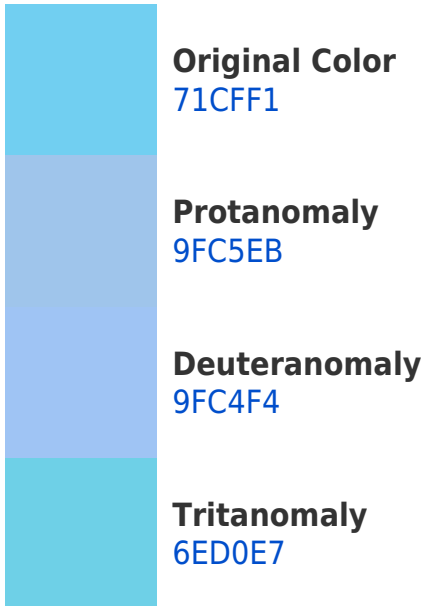 Original Color
71CFF1
Protanomaly
9FC5EB
Deuteranomaly
9FC4F4
Tritanomaly
6ED0E7